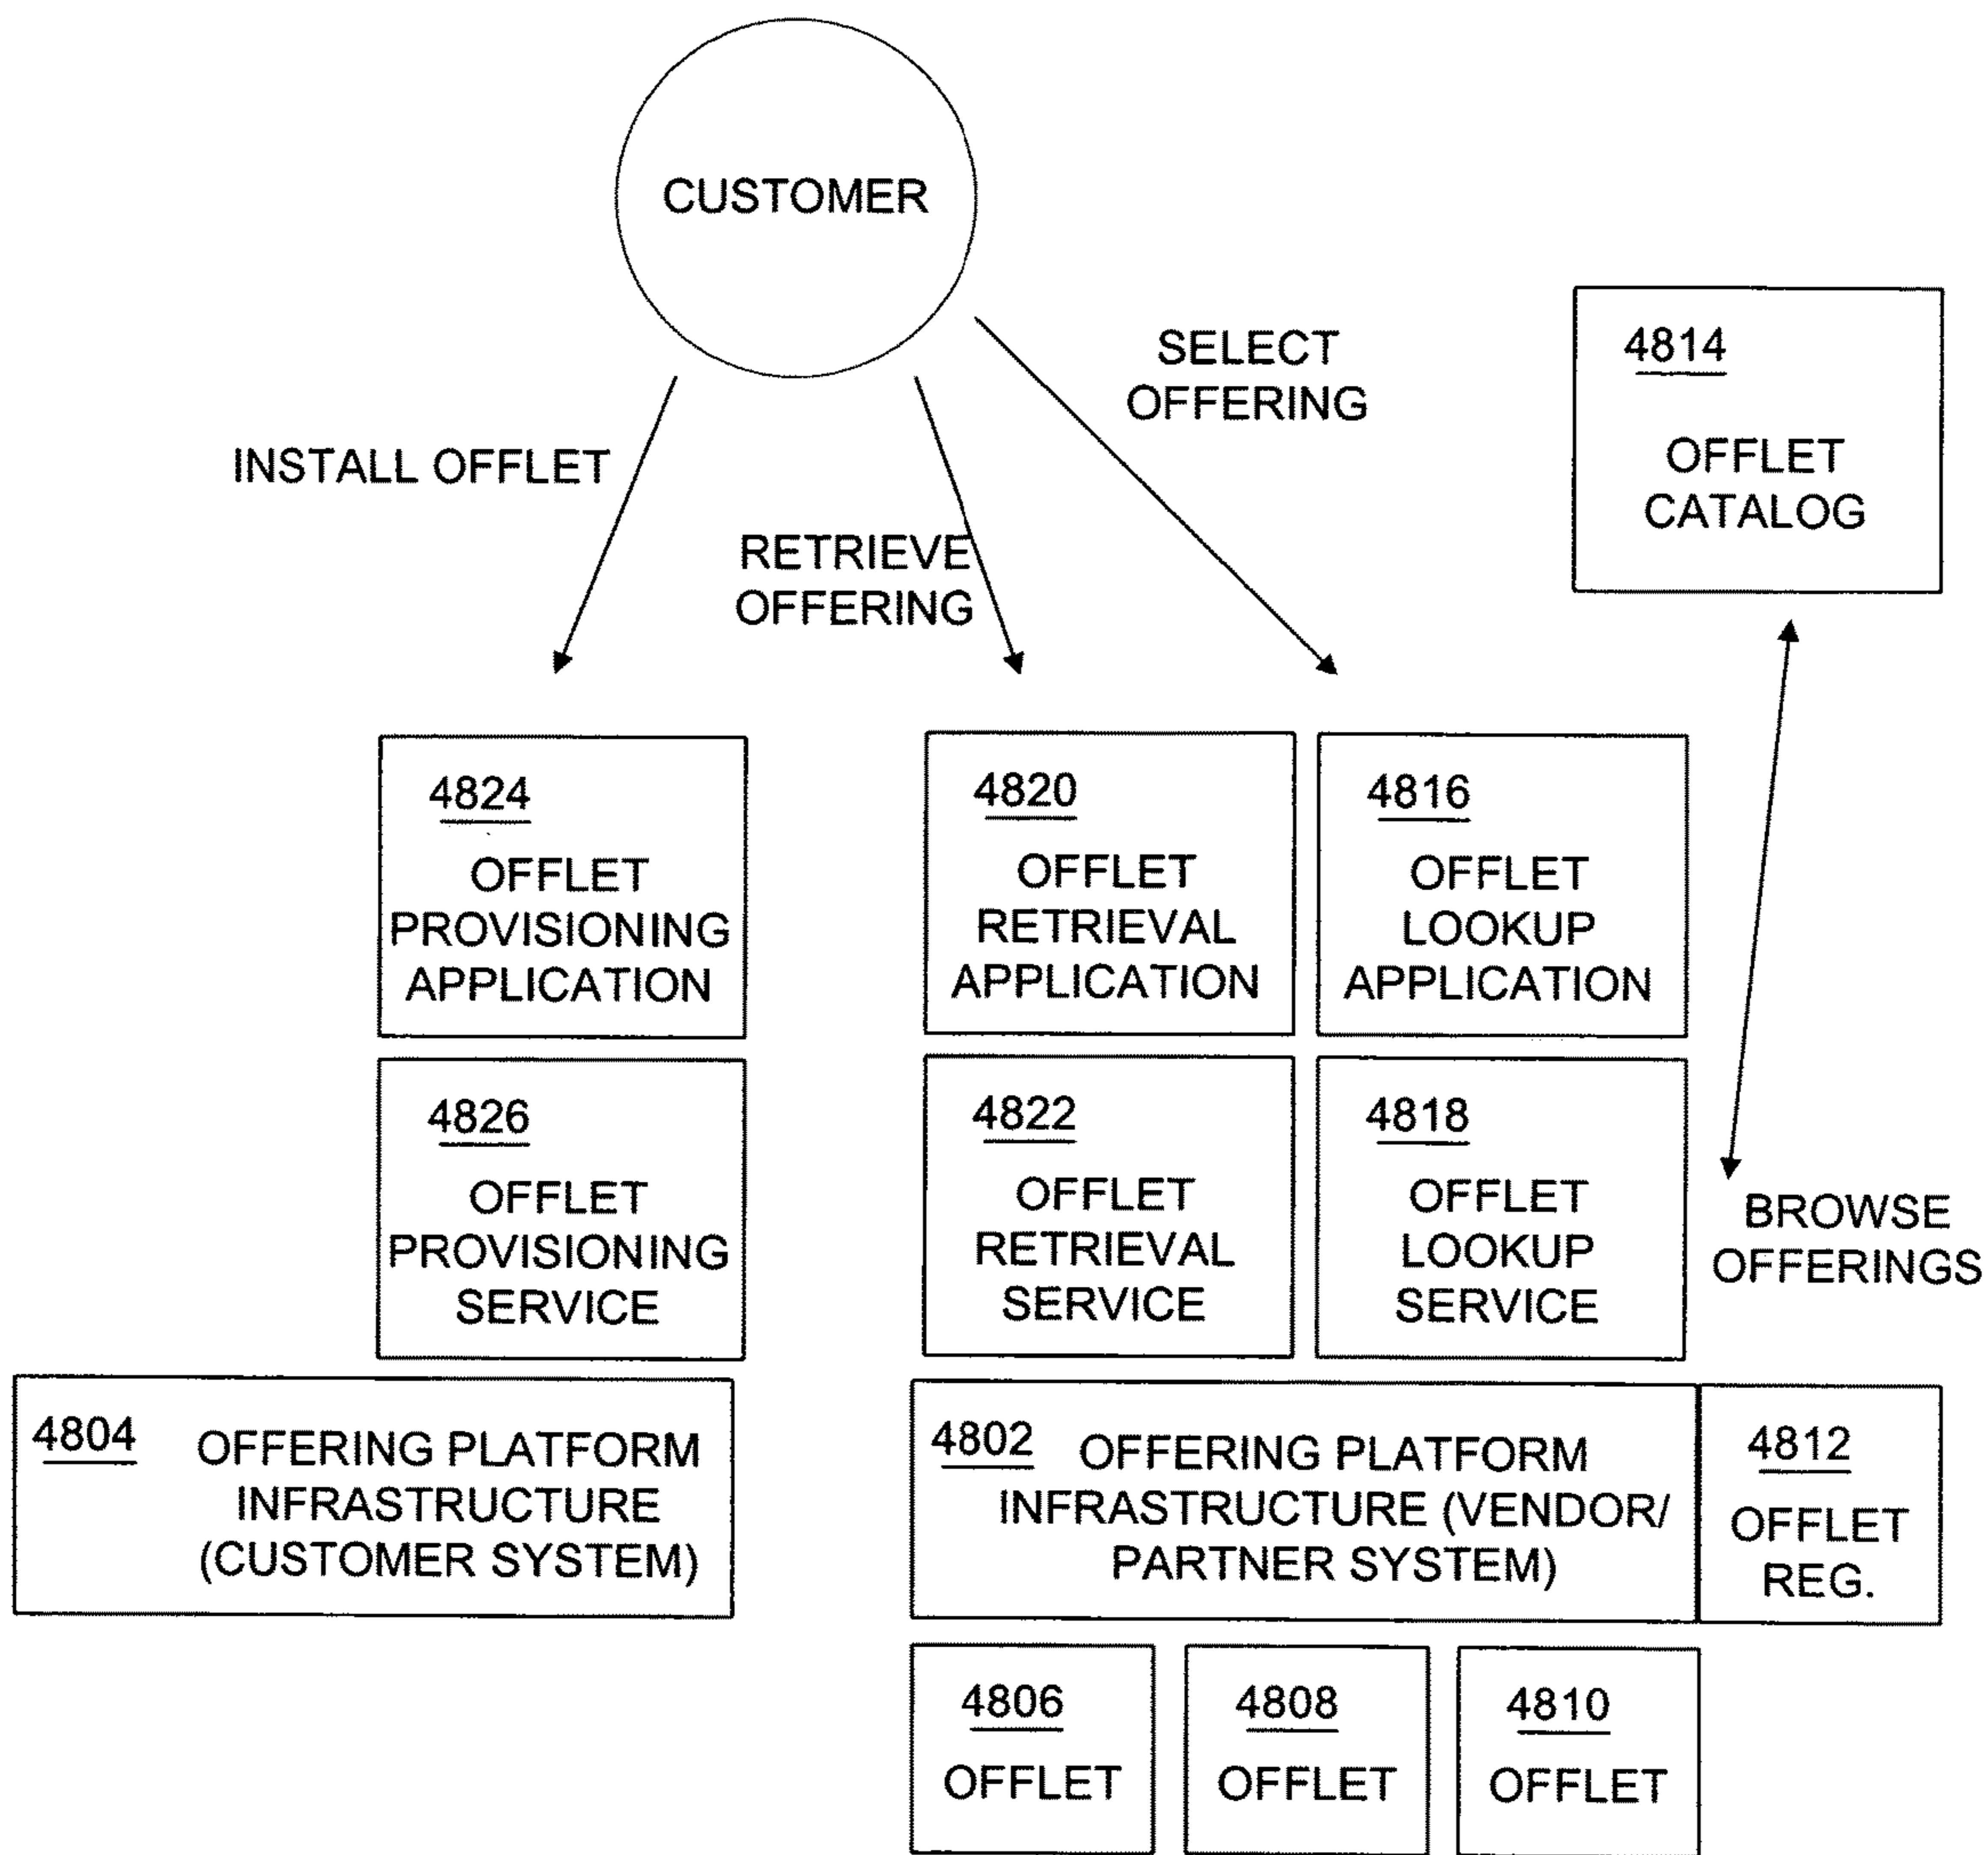 CUSTOMER
SELECT
OFFERING
4814
OFFLET
CATALOG
INSTALL OFFLET
RETRIEVE
OFFERING
4824
OFFLET
PROVISIONING
APPLICATION
4820
OFFLET
RETRIEVAL
APPLICATION
4816
OFFLET
LOOKUP
APPLICATION
4826
OFFLET
PROVISIONING
SERVICE
4822
OFFLET
RETRIEVAL
SERVICE
4818
OFFLET
LOOKUP
SERVICE
BROWSE
OFFERINGS
4804 OFFERING PLATFORM
INFRASTRUCTURE
(CUSTOMER SYSTEM)
4802 OFFERING PLATFORM
INFRASTRUCTURE (VENDOR/
PARTNER SYSTEM)
4812
OFFLET
REG.
4806
OFFLET
4808
OFFLET
4810
OFFLET